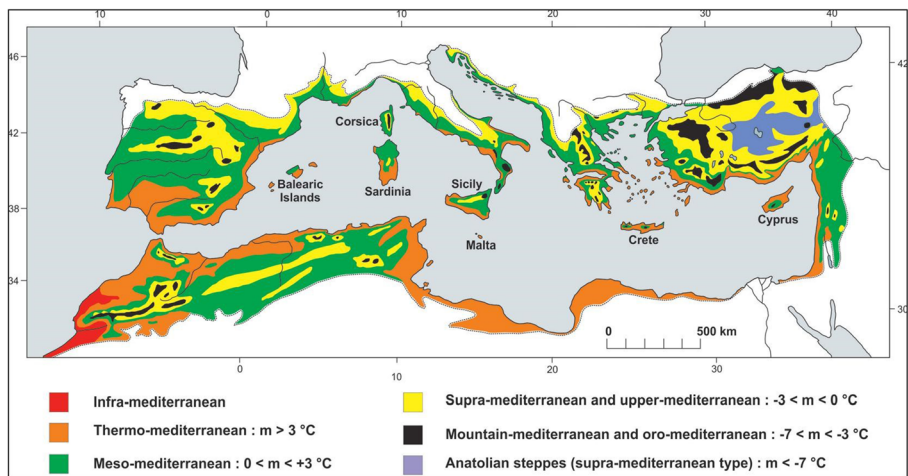 10 0 10 20 30 40
46
42
42
38
34
30
Corsica
Balearic
Islands
Sardinia
Sicily
Malta
Crete
Cyprus
0 500 km
0 10 20 30
Infra-mediterranean
Thermo-mediterranean : m > 3 °C
Meso-mediterranean : 0 < m < +3 °C
Supra-mediterranean and upper-mediterranean : -3 < m < 0 °C
Mountain-mediterranean and oro-mediterranean : -7 < m < -3 °C
Anatolian steppes (supra-mediterranean type) : m < -7 °C